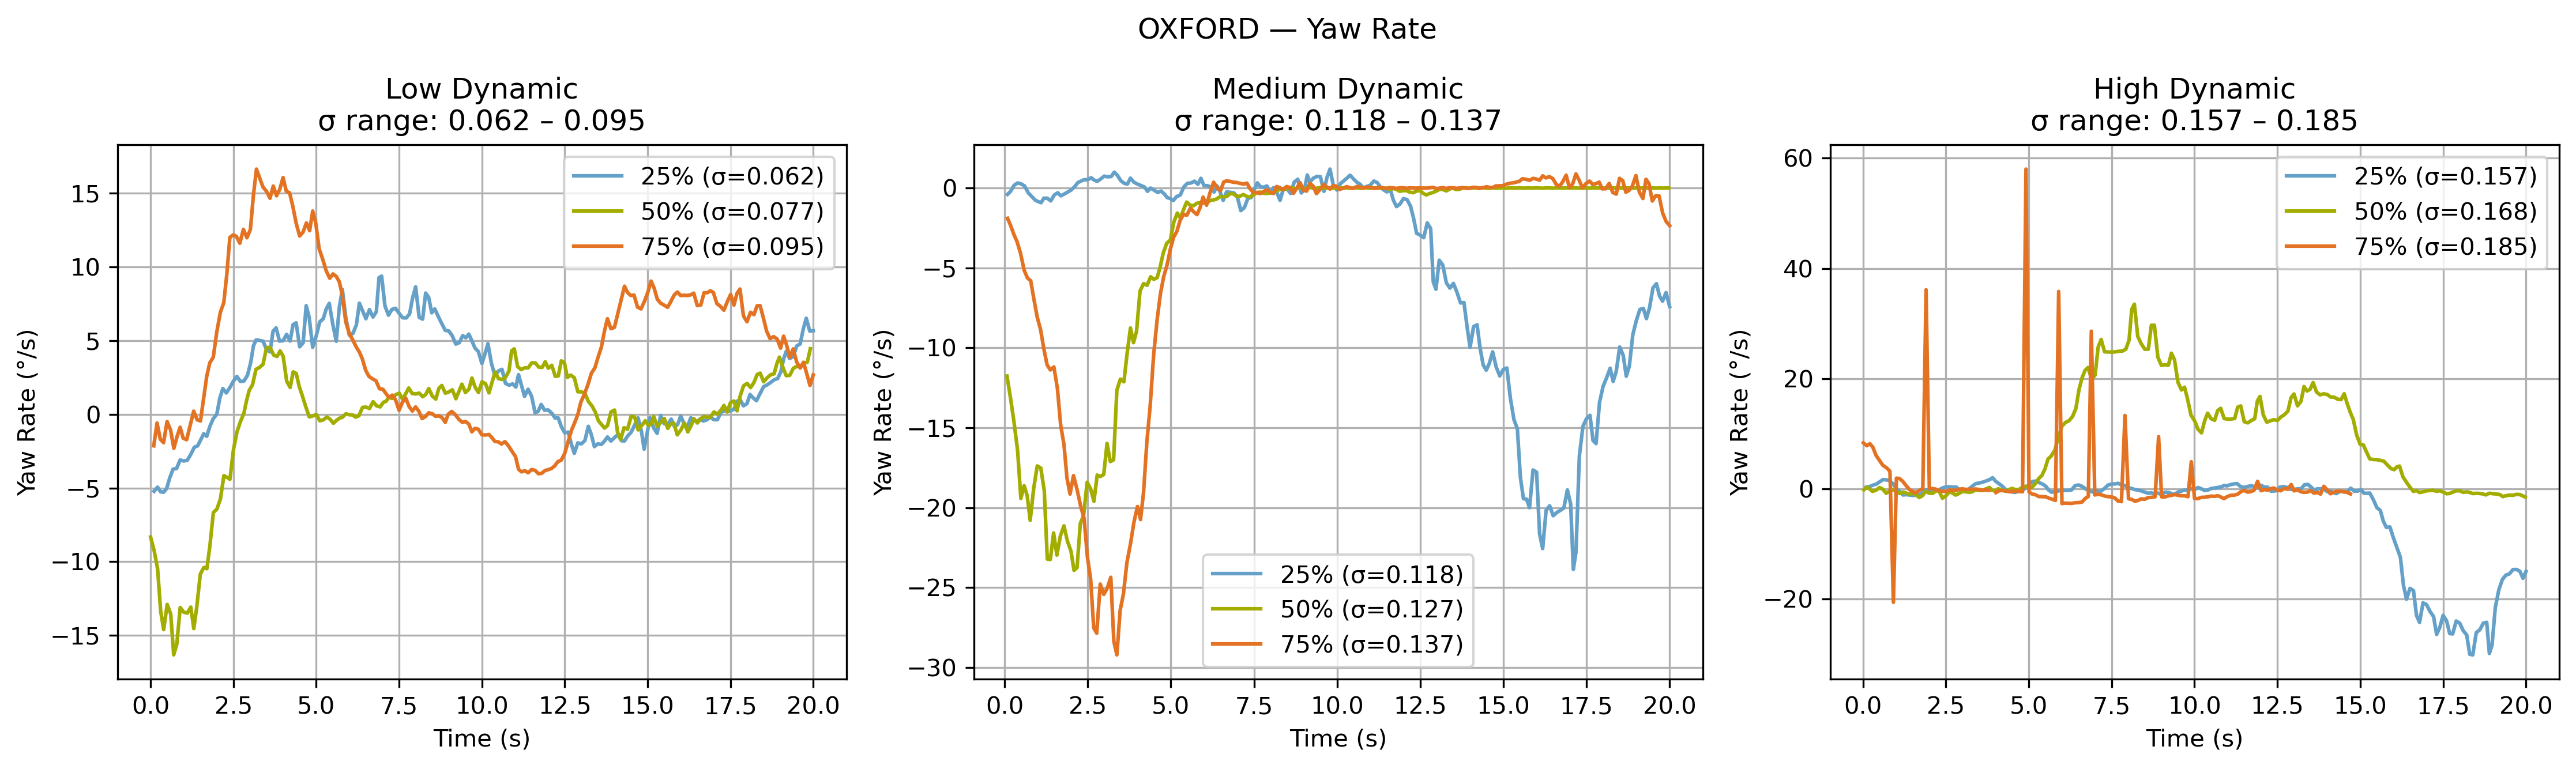 OXFORD — Yaw Rate
Low Dynamic
σ range: 0.062 – 0.095
25% (σ=0.062)
50% (σ=0.077)
75% (σ=0.095)
15
10
5
0
−5
−10
−15
Yaw Rate (°/s)
0.0 2.5 5.0 7.5 10.0 12.5 15.0 17.5 20.0
Time (s)
Medium Dynamic
σ range: 0.118 – 0.137
0
−5
−10
−15
−20
−25
−30
Yaw Rate (°/s)
25% (σ=0.118)
50% (σ=0.127)
75% (σ=0.137)
0.0 2.5 5.0 7.5 10.0 12.5 15.0 17.5 20.0
Time (s)
High Dynamic
σ range: 0.157 – 0.185
25% (σ=0.157)
50% (σ=0.168)
75% (σ=0.185)
60
40
20
0
−20
Yaw Rate (°/s)
0.0 2.5 5.0 7.5 10.0 12.5 15.0 17.5 20.0
Time (s)